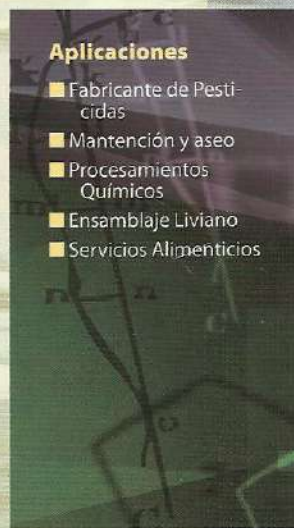 Aplicaciones
Fabricante de Pesti-
cidas
Mantención y aseo
Procesamientos
Químicos
Ensamblaje Liviano
Servicios Alimenticios